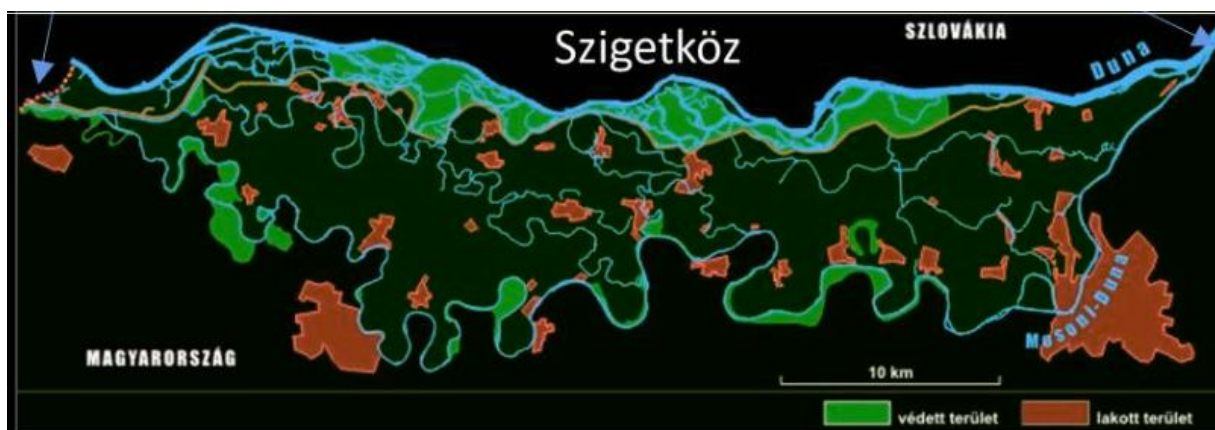 Szigetköz
SZLOVÁKIA
Duna
MAGYARORSZÁG
Mosoni-Duna
10 km
védett terület
lakott terület